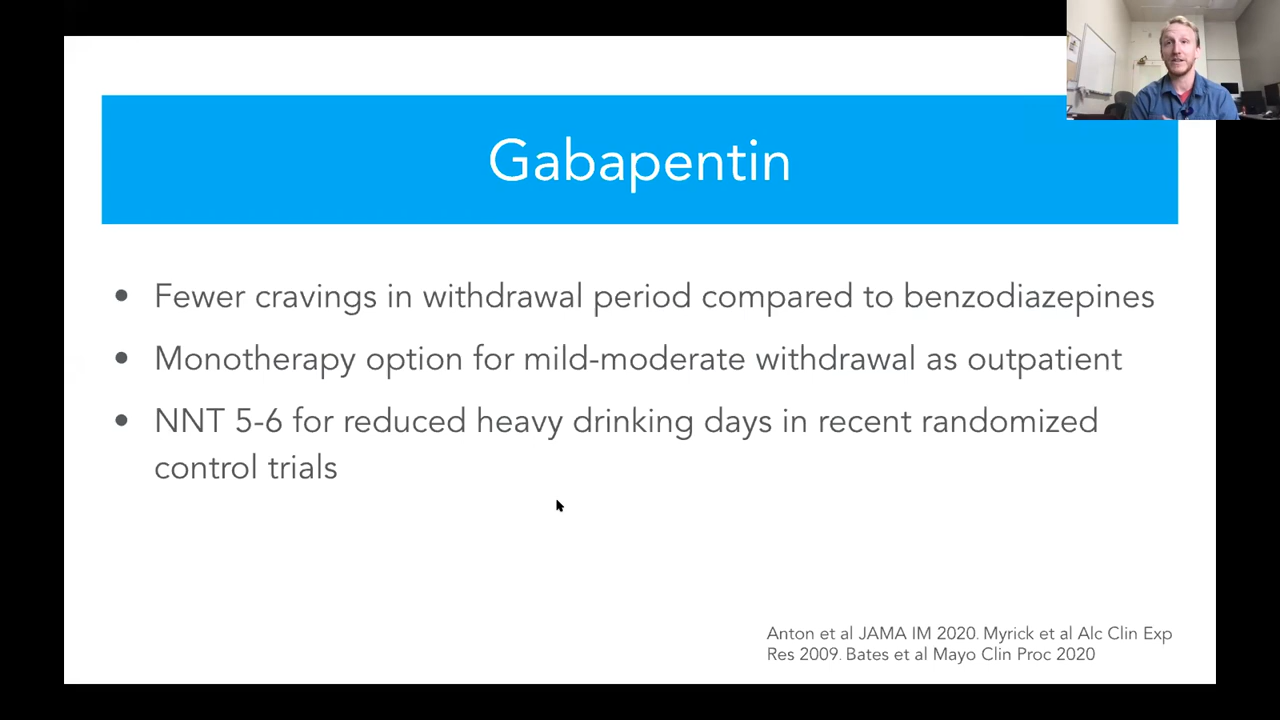 Gabapentin
• Fewer cravings in withdrawal period compared to benzodiazepines
• Monotherapy option for mild-moderate withdrawal as outpatient
• NNT 5-6 for reduced heavy drinking days in recent randomized
control trials
Anton et al JAMA IM 2020. Myrick et al Alc Clin Exp
Res 2009. Bates et al Mayo Clin Proc 2020